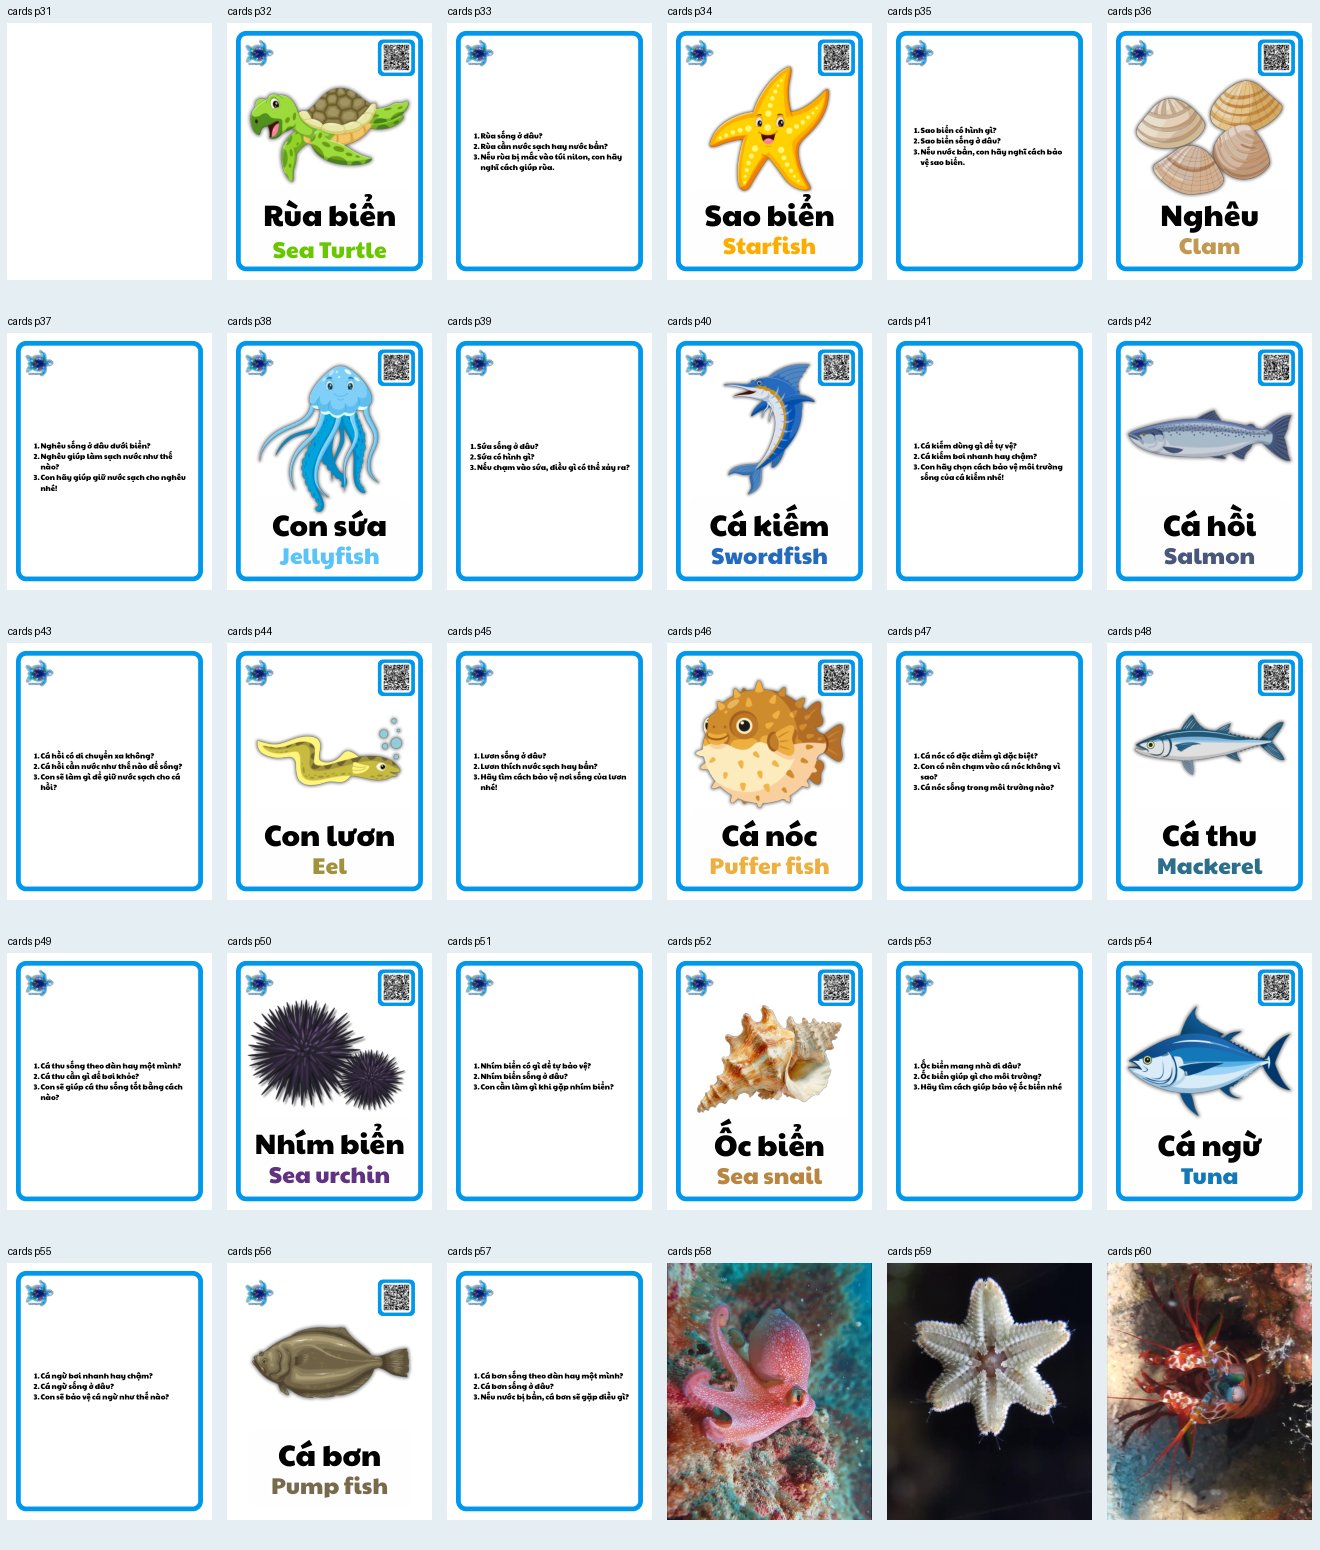 cards p31
cards p32
cards p33
cards p34
cards p35
cards p36
Rùa biển
Sea Turtle
1. Rùa sống ở đâu?
2. Rùa cần nước sạch hay nước bẩn?
3. Nếu rùa bị mắc vào túi nilon, con hãy
nghĩ cách giúp rùa.
Sao biển
Starfish
1. Sao biển có hình gì?
2. Sao biển sống ở đâu?
3. Nếu nước bẩn, con hãy nghĩ cách bảo
vệ sao biển.
Nghêu
Clam
cards p37
cards p38
cards p39
cards p40
cards p41
cards p42
1. Nghêu sống ở đâu dưới biển?
2. Nghêu giúp làm sạch nước như thế
nào?
3. Con hãy giúp giữ nước sạch cho nghêu
nhé!
Con sứa
Jellyfish
1. Sứa sống ở đâu?
2. Sứa có hình gì?
3. Nếu chạm vào sứa, điều gì có thể xảy ra?
Cá kiếm
Swordfish
1. Cá kiếm dùng gì để tự vệ?
2. Cá kiếm bơi nhanh hay chậm?
3. Con hãy chọn cách bảo vệ môi trường
sống của cá kiếm nhé!
Cá hồi
Salmon
cards p43
cards p44
cards p45
cards p46
cards p47
cards p48
1. Cá hồi có di chuyển xa không?
2. Cá hồi cần nước như thế nào để sống?
3. Con sẽ làm gì để giữ nước sạch cho cá
hồi?
Con lươn
Eel
1. Lươn sống ở đâu?
2. Lươn thích nước sạch hay bẩn?
3. Hãy tìm cách bảo vệ nơi sống của lươn
nhé!
Cá nóc
Puffer fish
1. Cá nóc có đặc điểm gì đặc biệt?
2. Con có nên chạm vào cá nóc không vì
sao?
3. Cá nóc sống trong môi trường nào?
Cá thu
Mackerel
cards p49
cards p50
cards p51
cards p52
cards p53
cards p54
1. Cá thu sống theo đàn hay một mình?
2. Cá thu cần gì để bơi khỏe?
3. Con sẽ giúp cá thu sống tốt bằng cách
nào?
Nhím biển
Sea urchin
1. Nhím biển có gì để tự bảo vệ?
2. Nhím biển sống ở đâu?
3. Con cần làm gì khi gặp nhím biển?
Ốc biển
Sea snail
1. Ốc biển mang nhà đi đâu?
2. Ốc biển giúp gì cho môi trường?
3. Hãy tìm cách giúp bảo vệ ốc biển nhé
Cá ngừ
Tuna
cards p55
cards p56
cards p57
cards p58
cards p59
cards p60
1. Cá ngừ bơi nhanh hay chậm?
2. Cá ngừ sống ở đâu?
3. Con sẽ bảo vệ cá ngừ như thế nào?
Cá bơn
Pump fish
1. Cá bơn sống theo đàn hay một mình?
2. Cá bơn sống ở đâu?
3. Nếu nước bị bẩn, cá bơn sẽ gặp điều gì?